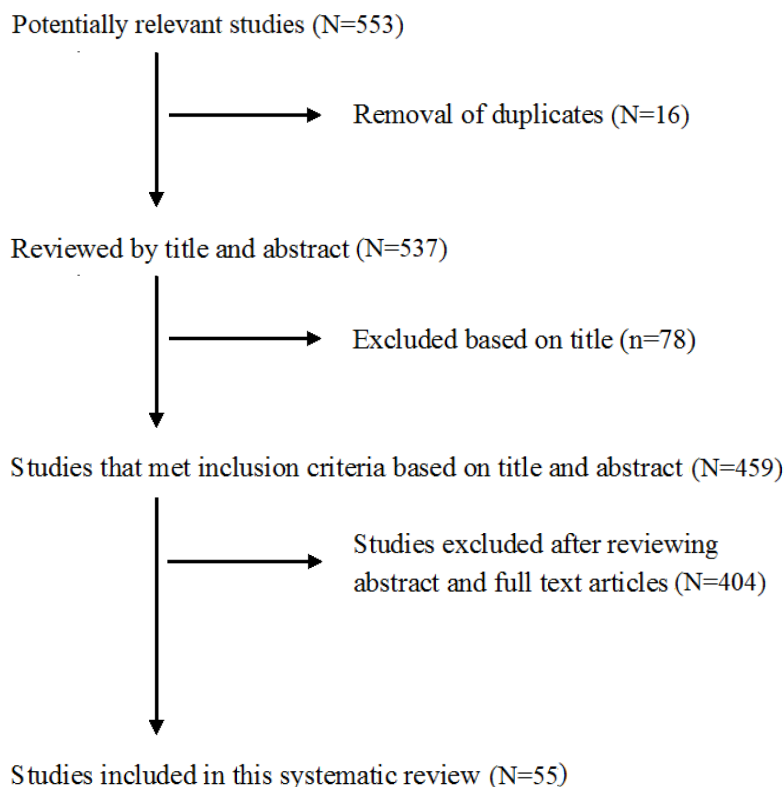 Potentially relevant studies (N=553)
Removal of duplicates (N=16)
Reviewed by title and abstract (N=537)
Excluded based on title (n=78)
Studies that met inclusion criteria based on title and abstract (N=459)
Studies excluded after reviewing
abstract and full text articles (N=404)
Studies included in this systematic review (N=55)